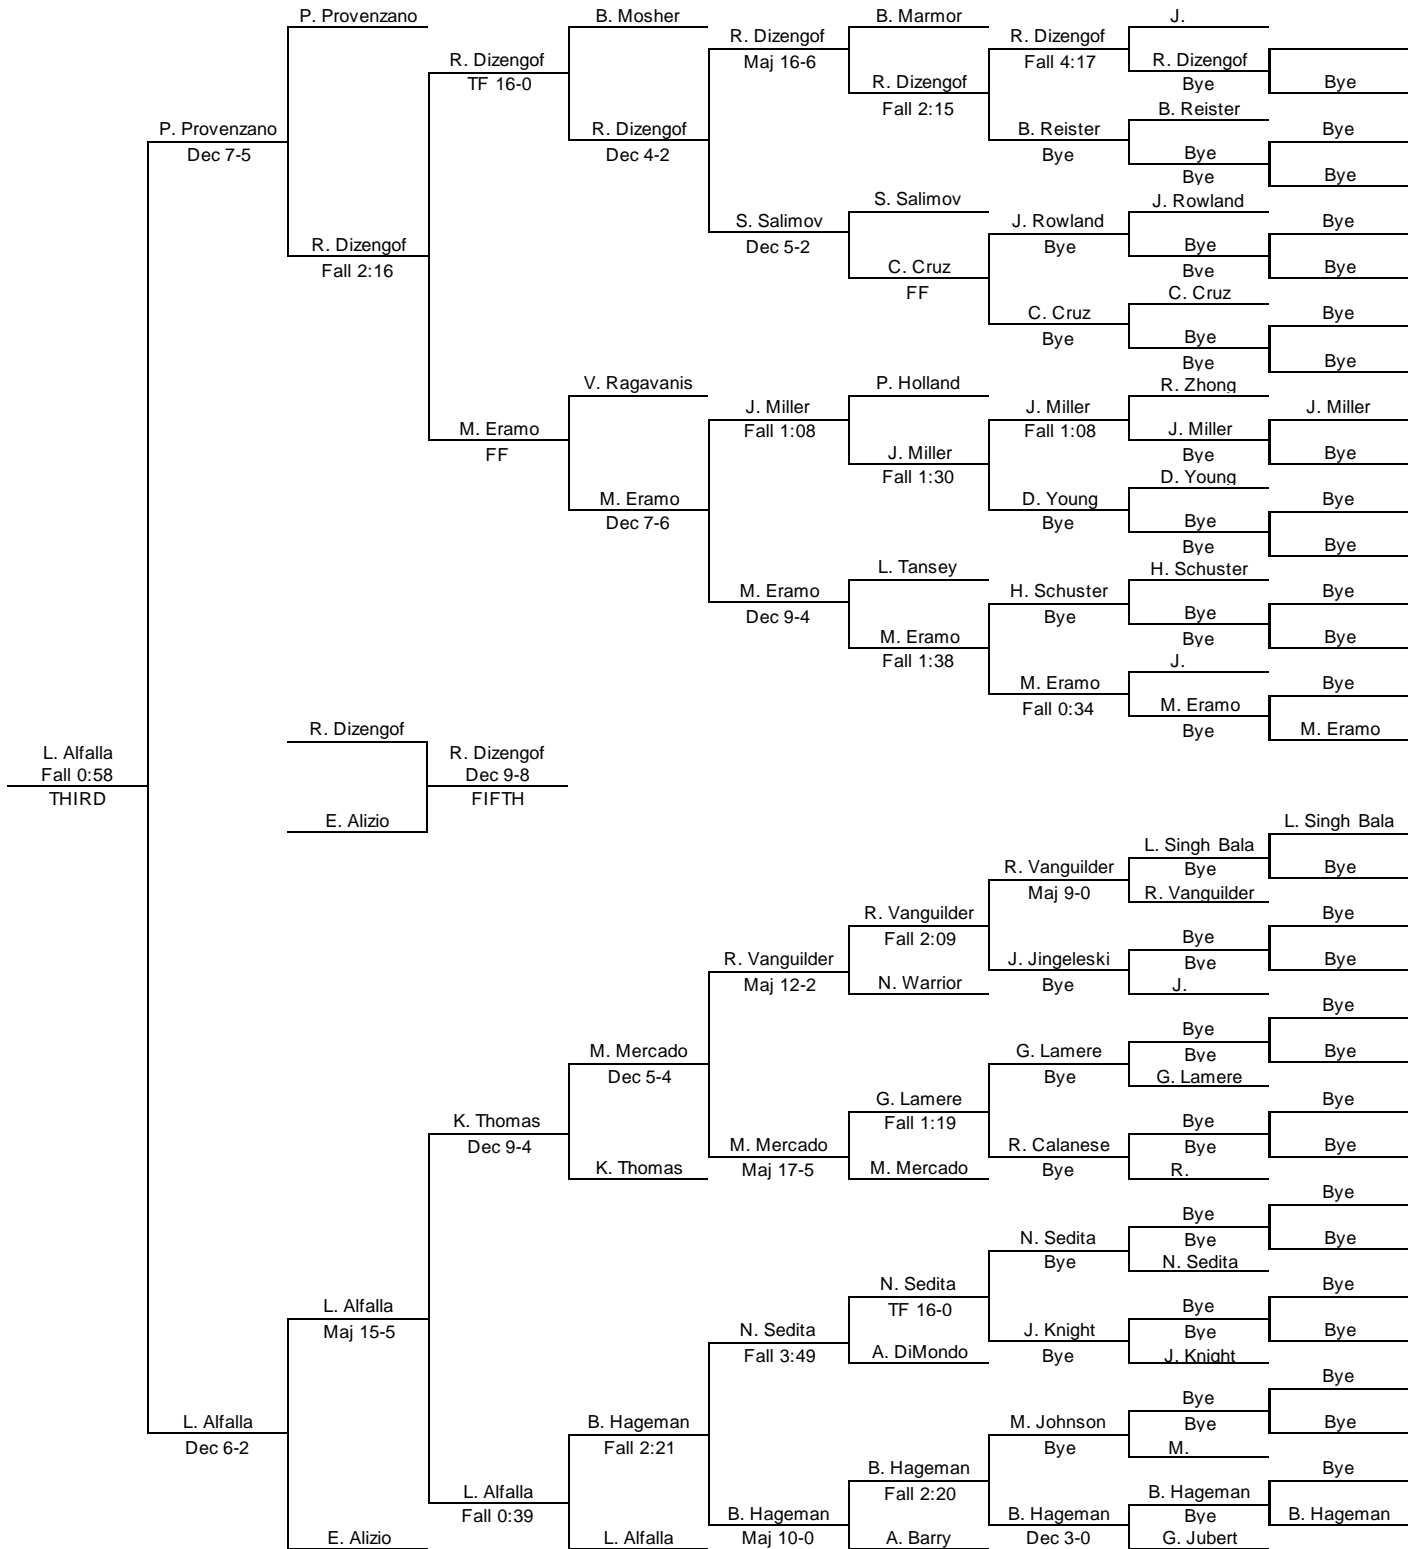 P. Provenzano
B. Mosher
B. Marmor
J.
R. Dizengof
Maj 16-6
R. Dizengof
Fall 4:17
R. Dizengof
Bye
R. Dizengof
TF 16-0
R. Dizengof
Fall 2:15
Bye
B. Reister
P. Provenzano
Dec 7-5
R. Dizengof
Dec 4-2
B. Reister
Bye
Bye
Bye
Bye
Bye
S. Salimov
J. Rowland
S. Salimov
Dec 5-2
J. Rowland
Bye
Bye
Bye
Bye
Bye
R. Dizengof
Fall 2:16
C. Cruz
FF
C. Cruz
C. Cruz
Bye
Bye
Bye
Bye
Bye
V. Ragavanis
P. Holland
R. Zhong
J. Miller
Fall 1:08
J. Miller
Fall 1:08
J. Miller
M. Eramo
FF
J. Miller
Bye
Bye
J. Miller
Fall 1:30
D. Young
M. Eramo
Dec 7-6
D. Young
Bye
Bye
Bye
Bye
Bye
L. Tansey
H. Schuster
M. Eramo
Dec 9-4
H. Schuster
Bye
Bye
Bye
Bye
Bye
M. Eramo
Fall 1:38
J.
M. Eramo
Fall 0:34
Bye
M. Eramo
Bye
M. Eramo
R. Dizengof
L. Alfalla
Fall 0:58
THIRD
R. Dizengof
Dec 9-8
FIFTH
E. Alizio
L. Singh Bala
L. Singh Bala
Bye
Bye
R. Vanguilder
Maj 9-0
R. Vanguilder
R. Vanguilder
Fall 2:09
Bye
Bye
Bye
Bye
R. Vanguilder
Maj 12-2
J. Jingeleski
Bye
N. Warrior
J.
Bye
Bye
Bye
Bye
M. Mercado
Dec 5-4
G. Lamere
Bye
G. Lamere
G. Lamere
Fall 1:19
Bye
K. Thomas
Dec 9-4
Bye
Bye
Bye
M. Mercado
Maj 17-5
R. Calanese
Bye
K. Thomas
M. Mercado
R.
Bye
Bye
Bye
Bye
N. Sedita
Bye
N. Sedita
N. Sedita
TF 16-0
Bye
L. Alfalla
Maj 15-5
Bye
Bye
Bye
N. Sedita
Fall 3:49
J. Knight
Bye
A. DiMondo
J. Knight
Bye
Bye
Bye
Bye
L. Alfalla
Dec 6-2
B. Hageman
Fall 2:21
M. Johnson
Bye
M.
B. Hageman
Fall 2:20
Bye
L. Alfalla
Fall 0:39
B. Hageman
Bye
B. Hageman
B. Hageman
Maj 10-0
B. Hageman
Dec 3-0
E. Alizio
L. Alfalla
A. Barry
G. Jubert